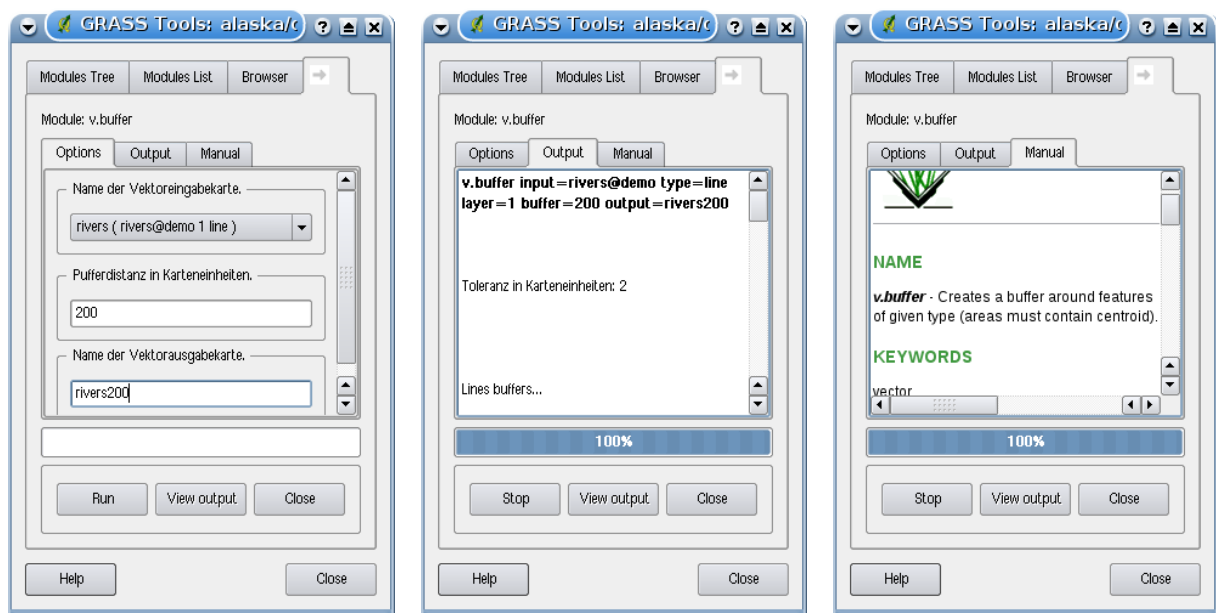 GRASS Tools: alaska/c
Modules Tree
Modules List
Browser
Module: v.buffer
Options
Output
Manual
Name der Vektoreingabekarte.
rivers ( rivers@demo 1 line )
Pufferdistanz in Karteneinheiten.
200
Name der Vektorausgabekarte.
rivers200
Run
View output
Close
Help
Close
GRASS Tools: alaska/c
Modules Tree
Modules List
Browser
Module: v.buffer
Options
Output
Manual
v.buffer input=rivers@demo type=line
layer=1 buffer=200 output=rivers200
Toleranz in Karteneinheiten: 2
Lines buffers...
100%
Stop
View output
Close
Help
Close
GRASS Tools: alaska/c
Modules Tree
Modules List
Browser
Module: v.buffer
Options
Output
Manual
NAME
v.buffer - Creates a buffer around features
of given type (areas must contain centroid).
KEYWORDS
vector
100%
Stop
View output
Close
Help
Close